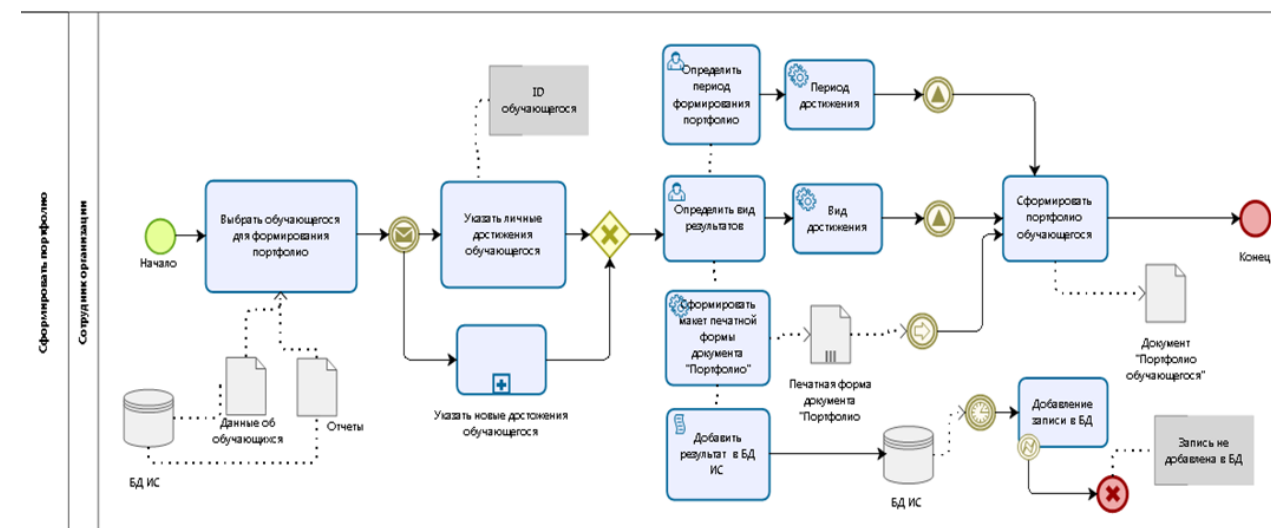 Сформировать портфолио
Сотрудник организации
Начало
Выбрать обучающегося
для формирования
портфолио
БД ИС
Данные об
обучающихся
Отчеты
ID
обучающегося
Указать личные
достижения
обучающегося
Указать новые достожения
обучающегося
Определить
период
формирования
портфолио
Период
достижения
Определить вид
результатов
Вид
достижения
Сформировать
макет печатной
формы
документа
"Портфолио"
Печатная форма
документа
"Портфолио
Добавить
результат в БД
ИС
БД ИС
Добавление
записи в БД
Запись не
добавлена в БД
Сформировать
портфолио
обучающегося
Документ
"Портфолио
обучающегося"
Конец